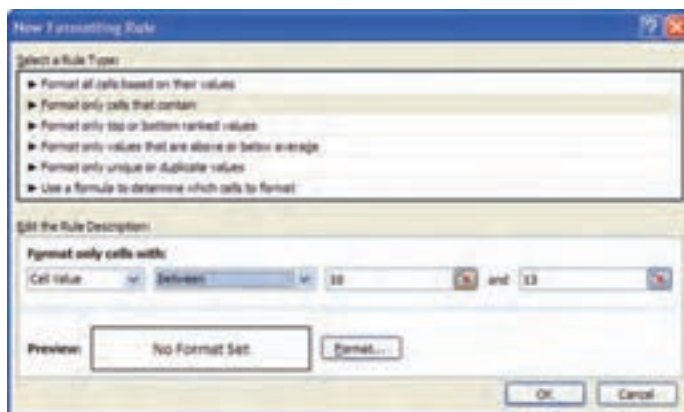 New Formatting Rule
Select a Rule Type:
► Format all cells based on their values
► Format only cells that contain
► Format only top or bottom ranked values
► Format only values that are above or below average
► Format only unique or duplicate values
► Use a formula to determine which cells to format
Edit the Rule Description:
Format only cells with:
Cell Value between 10 and 13
Preview: No Format Set Format...
OK Cancel